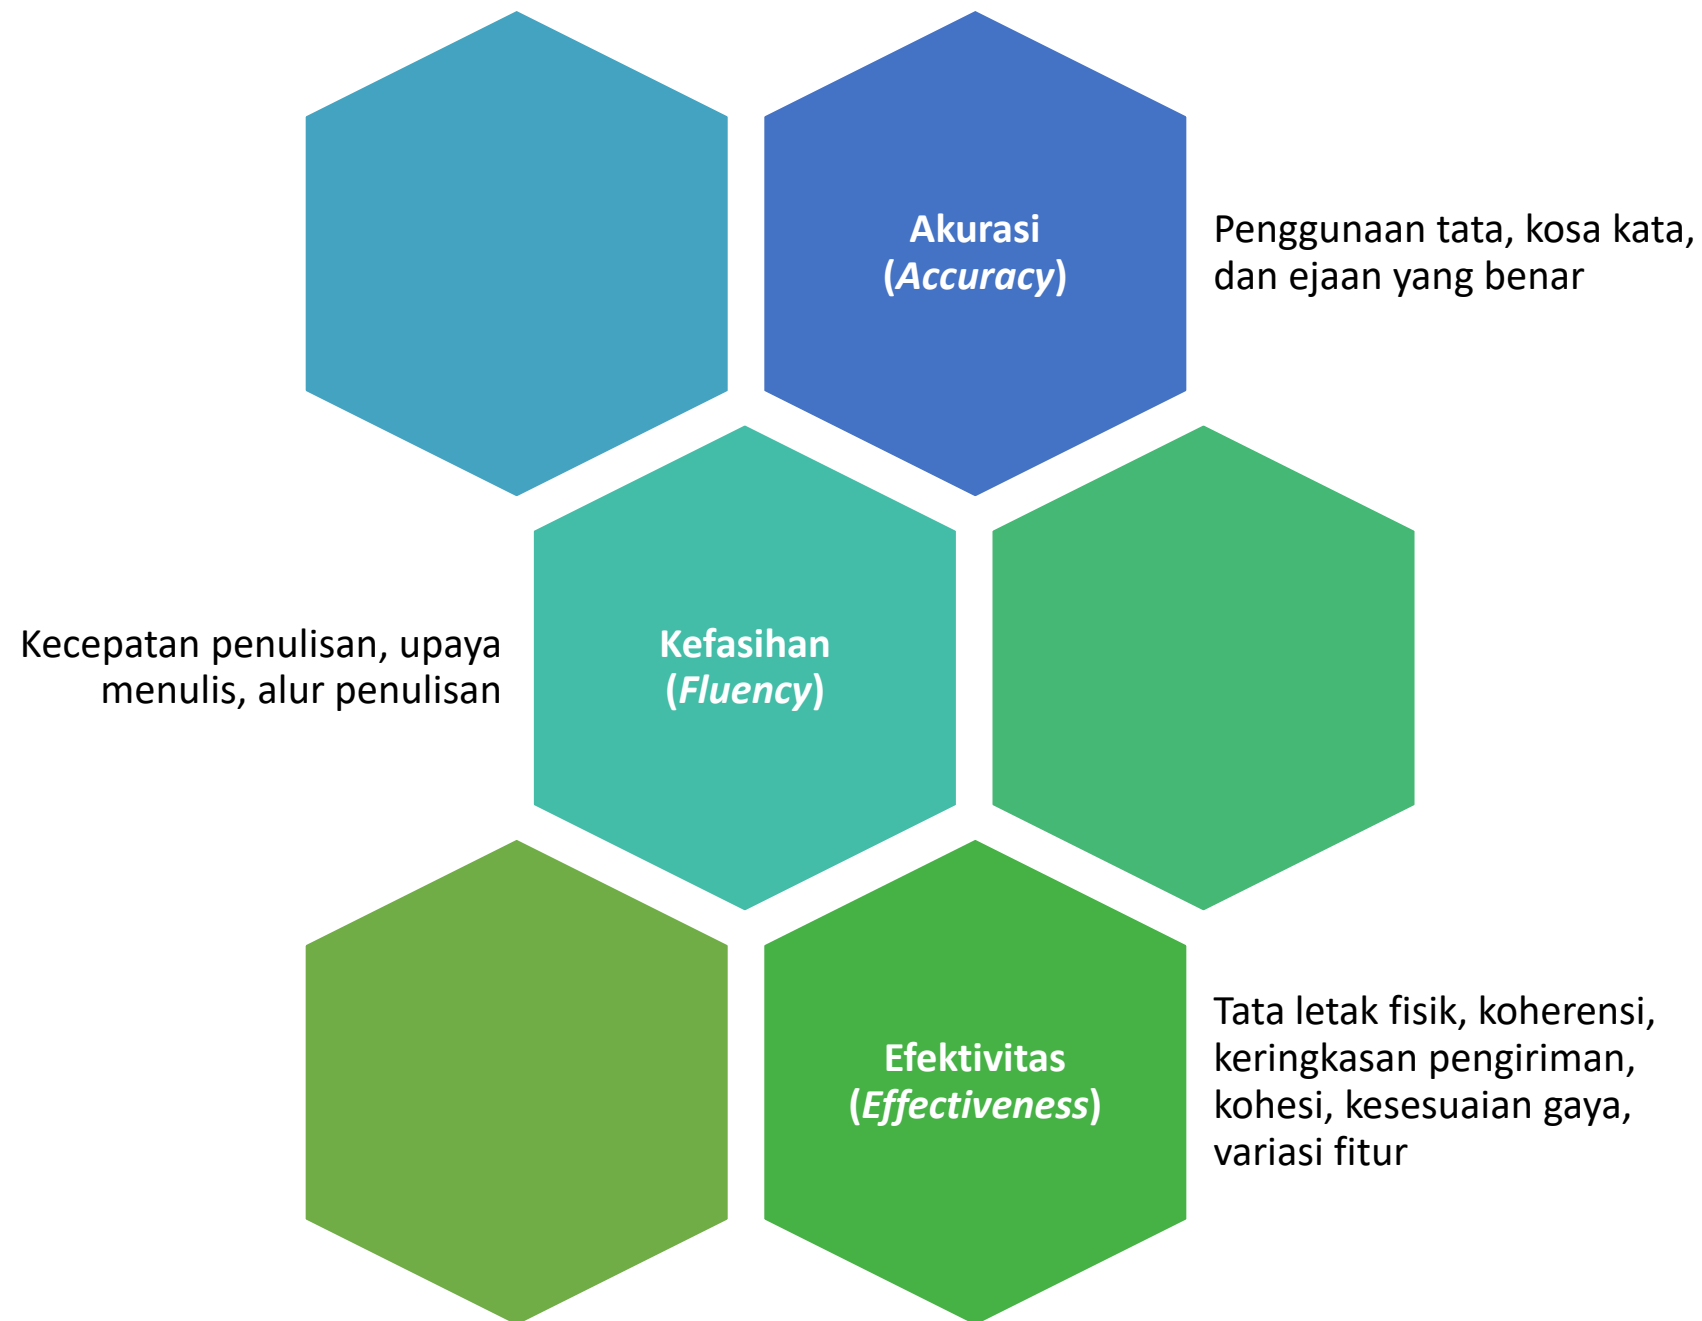 Akurasi
(Accuracy)
Penggunaan tata, kosa kata,
dan ejaan yang benar
Kecepatan penulisan, upaya
menulis, alur penulisan
Kefasihan
(Fluency)
Efektivitas
(Effectiveness)
Tata letak fisik, koherensi,
keringkasan pengiriman,
kohesi, kesesuaian gaya,
variasi fitur